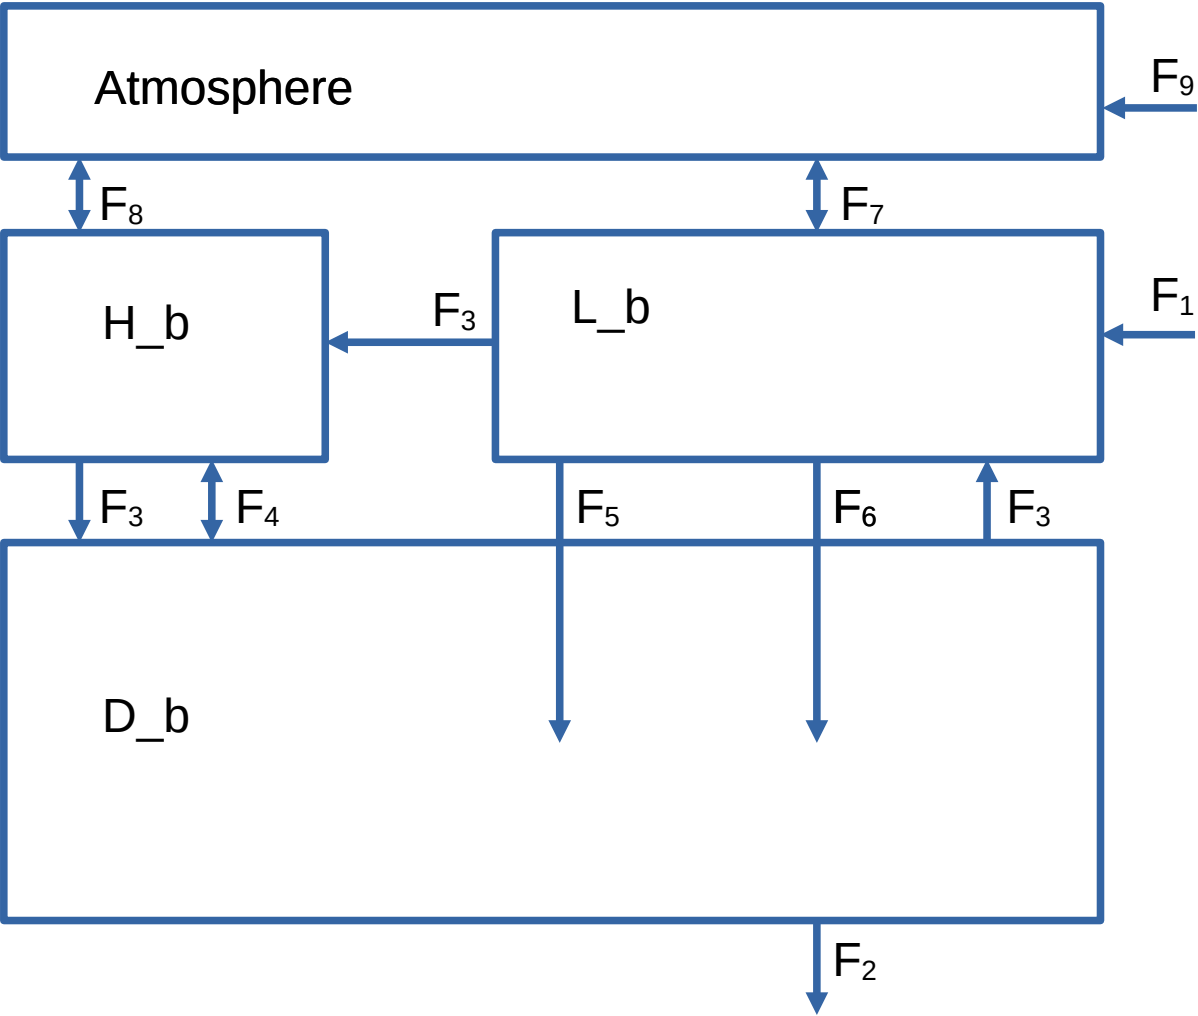 Atmosphere
F₉
F₈
F₇
H_b
F₃
L_b
F₁
F₃
F₄
F₅
F₆
F₃
D_b
F₂